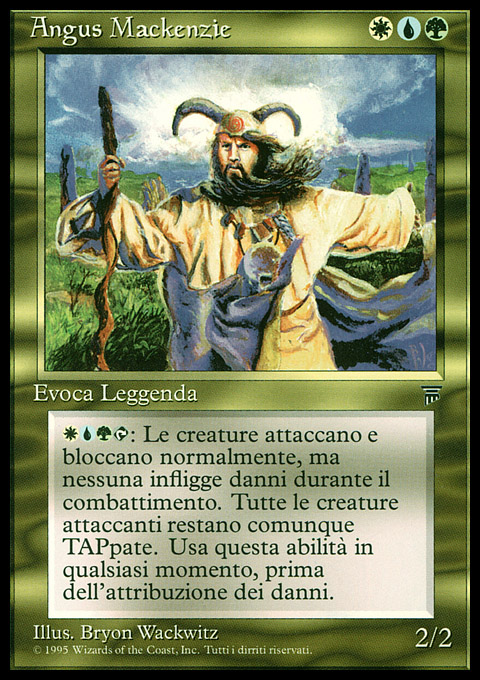 Angus Mackenzie
Evoca Leggenda
: Le creature attaccano e
bloccano normalmente, ma
nessuna infligge danni durante il
combattimento. Tutte le creature
attaccanti restano comunque
TAPpate. Usa questa abilità in
qualsiasi momento, prima
dell'attribuzione dei danni.
Illus. Bryon Wackwitz
2/2
© 1995 Wizards of the Coast, Inc. Tutti i dirriti riservati.